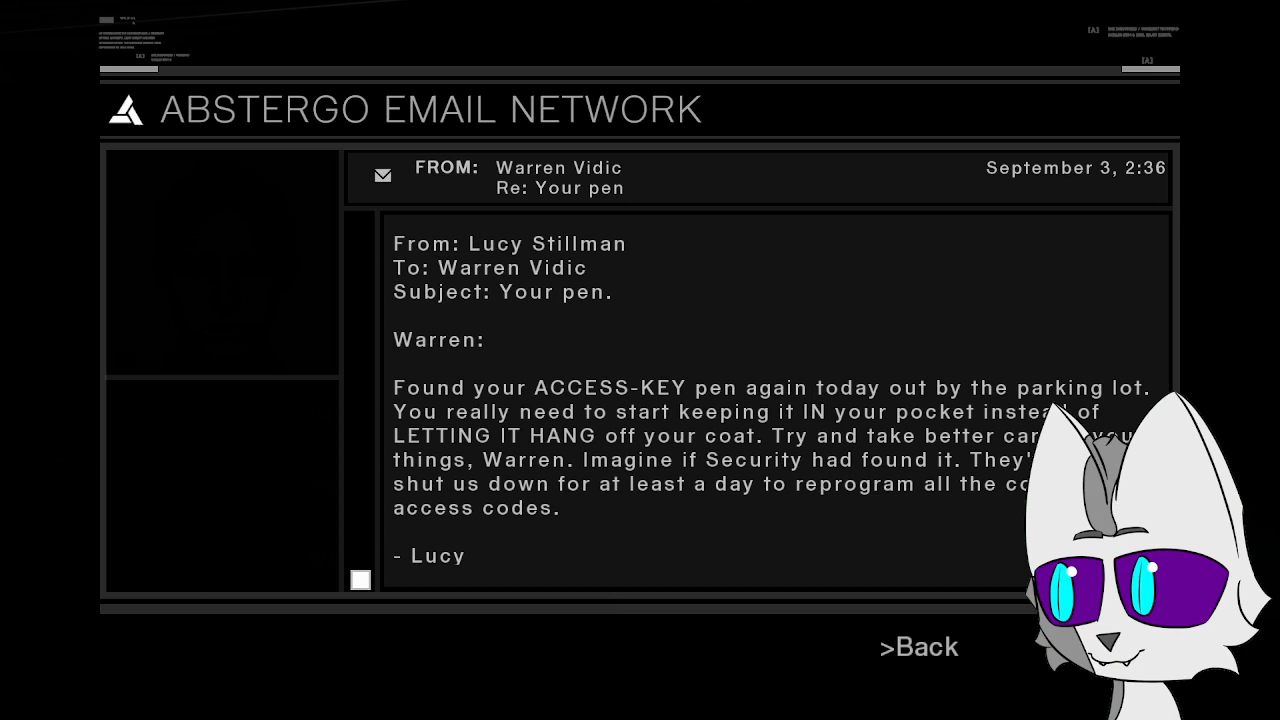 [A]
[A]
[A]
ABSTERGO EMAIL NETWORK
FROM: Warren Vidic September 3, 2:36
Re: Your pen
From: Lucy Stillman
To: Warren Vidic
Subject: Your pen.
Warren:
Found your ACCESS-KEY pen again today out by the parking lot.
You really need to start keeping it IN your pocket instead of
LETTING IT HANG off your coat. Try and take better
things, Warren. Imagine if Security had found it.
shut us down for at least a day to reprogram all the
access codes.
- Lucy
>Back